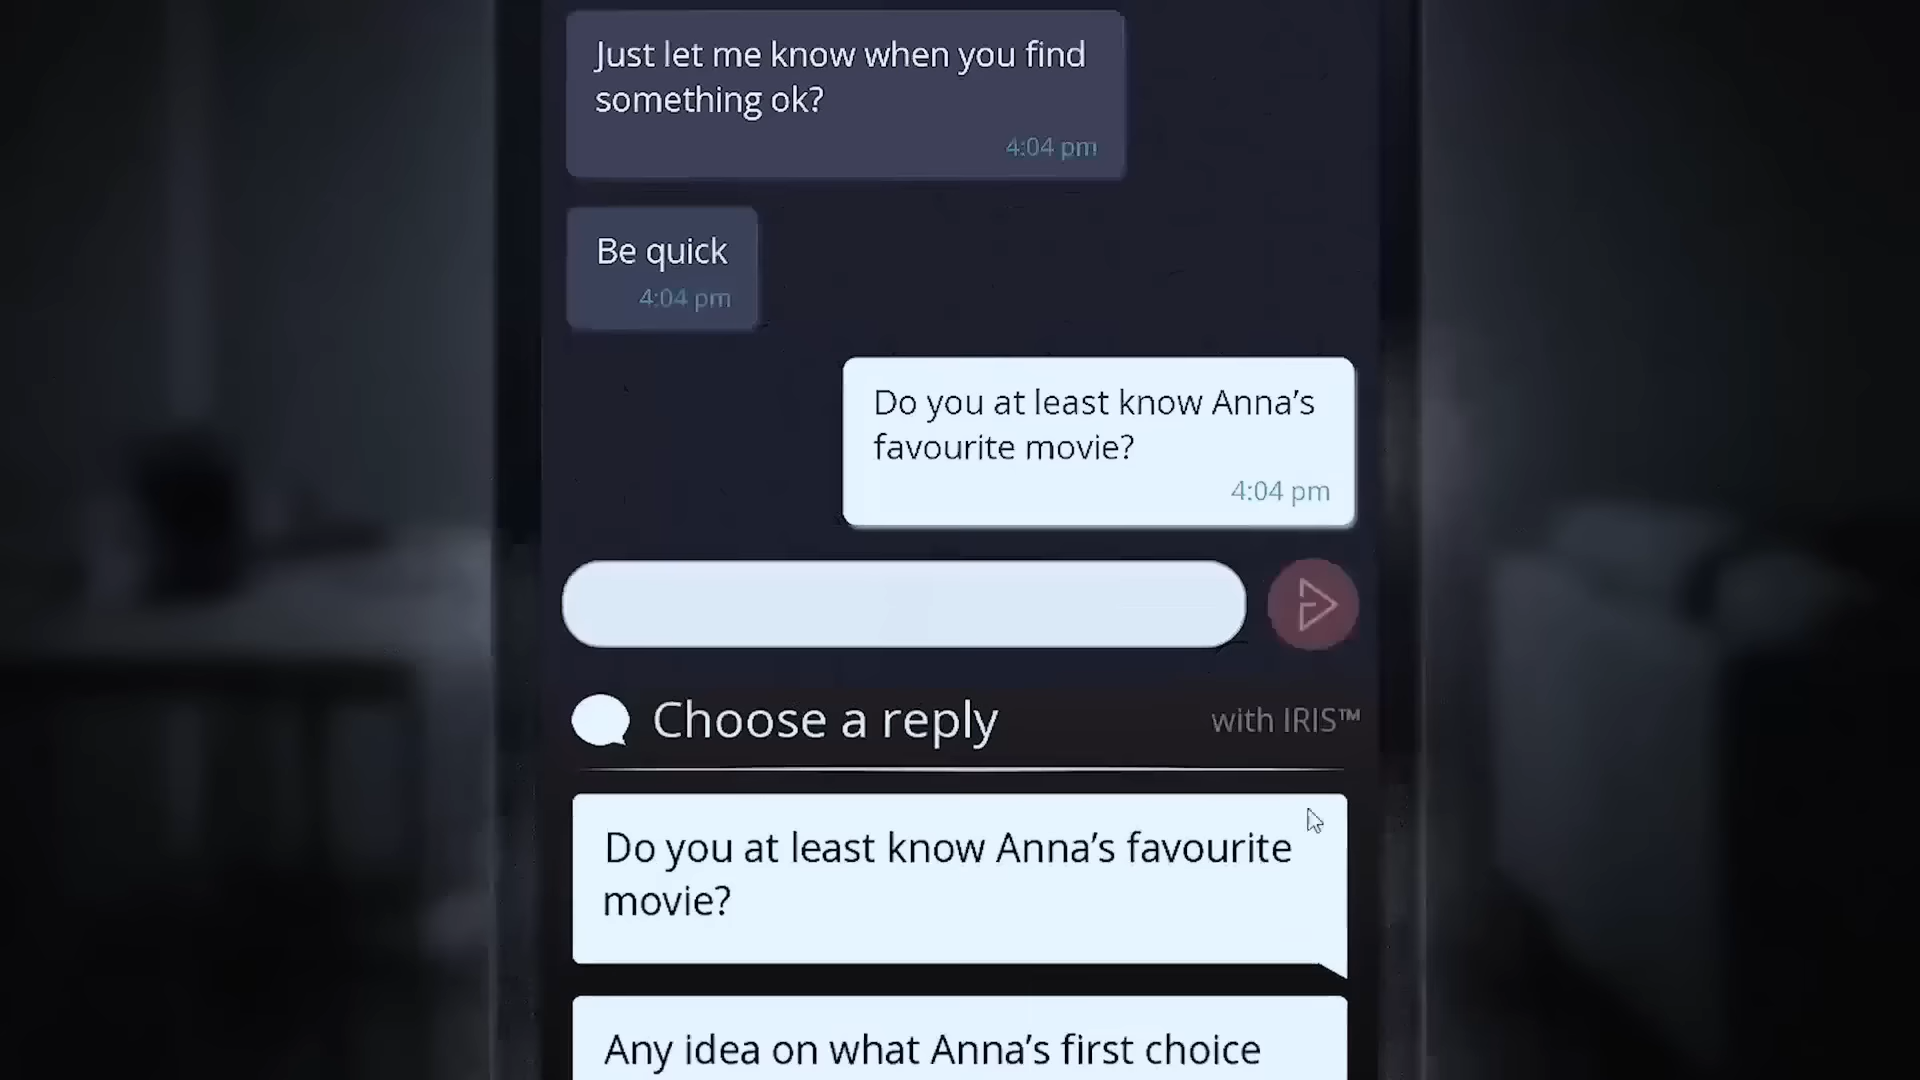 Just let me know when you find
something ok?
4:04 pm
Be quick
4:04 pm
Do you at least know Anna’s
favourite movie?
4:04 pm
Choose a reply
with IRIS™
Do you at least know Anna’s favourite
movie?
Any idea on what Anna’s first choice